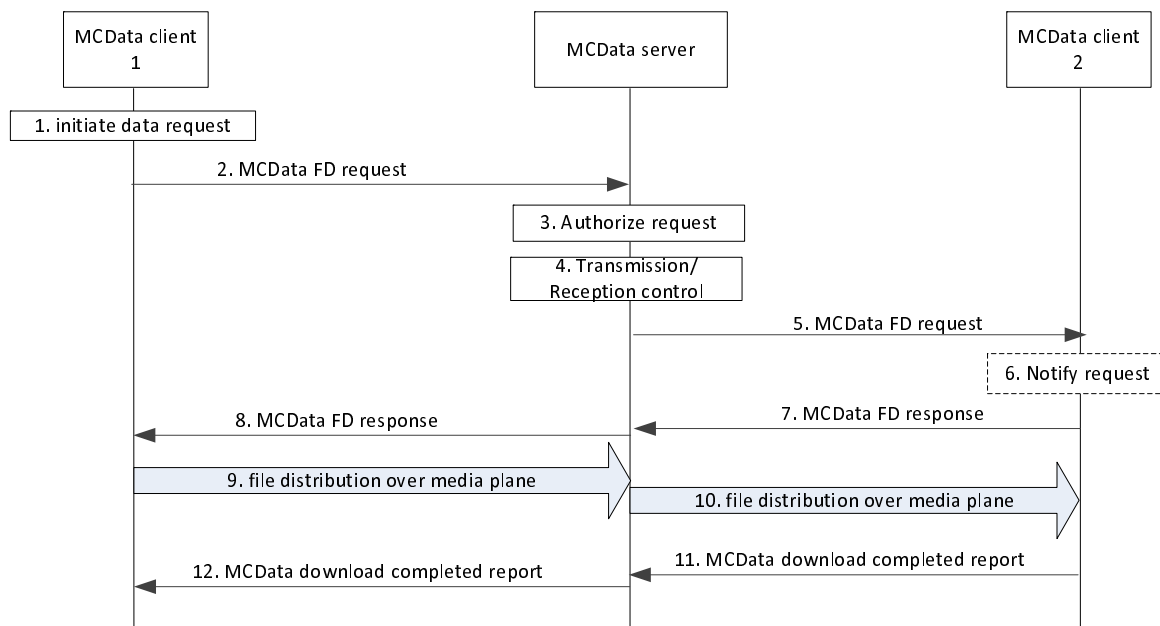 MCData client
1
MCData server
MCData client
2
1. initiate data request
2. MCData FD request
3. Authorize request
4. Transmission/
Reception control
5. MCData FD request
6. Notify request
7. MCData FD response
8. MCData FD response
9. file distribution over media plane
10. file distribution over media plane
11. MCData download completed report
12. MCData download completed report